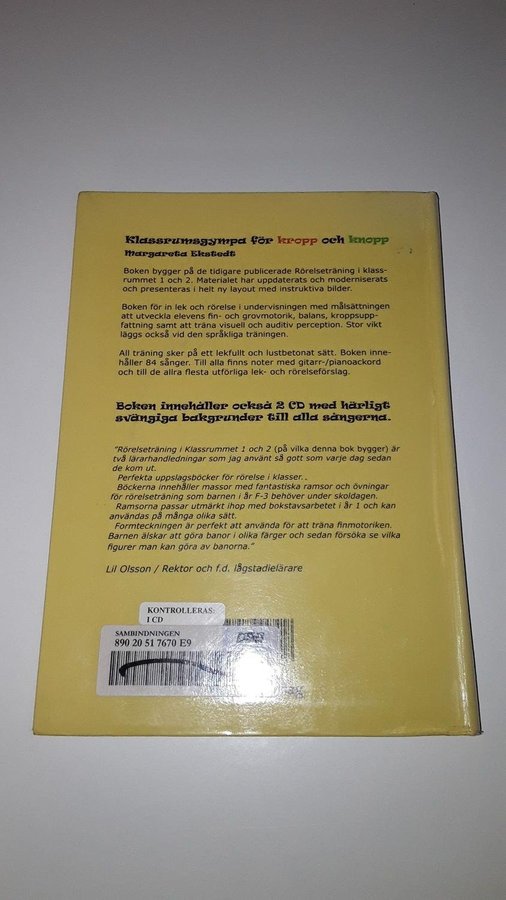 Klassrumsgympa för kropp och knopp
Margareta Ekstedt
Boken bygger på de tidigare publicerade Rörelseträning i klass-
rummet 1 och 2. Materialet har uppdaterats och moderniserats
och presenteras i helt ny layout med instruktiva bilder.
Boken för in lek och rörelse i undervisningen med målsättningen
att utveckla elevens fin- och grovmotorik, balans, kroppsupp-
fattning samt att träna visuell och auditiv perception. Stor vikt
läggs också vid den språkliga träningen.
All träning sker på ett lekfullt och lustbetonat sätt. Boken inne-
håller 84 sånger. Till alla finns noter med gitarr-/pianoackord
och till de allra flesta utförliga lek- och rörelseförslag.
Boken innehåller också 2 CD med härligt
svängiga bakgrunder till alla sångerna.
"Rörelseträning i Klassrummet 1 och 2 (på vilka denna bok bygger) är
två lärarhandledningar som jag använt så gott som varje dag sedan
de kom ut.
Perfekta uppslagsböcker för rörelse i klasser.
Böckerna innehåller massor med fantastiska ramsor och övningar
för rörelseträning som barnen i år F-3 behöver under skoldagen.
Ramsorna passar utmärkt ihop med bokstavsarbetet i år 1 och kan
användas på många olika sätt.
Formteckningen är perfekt att använda för att träna finmotoriken.
Barnen älskar att göra banor i olika färger och sedan försöka se vilka
figurer man kan göra av banorna."
Lil Olsson / Rektor och f.d. lågstadielärare
KONTROLLERAS:
1 CD
SAMBINDNINGEN
890 20 51 7670 E9